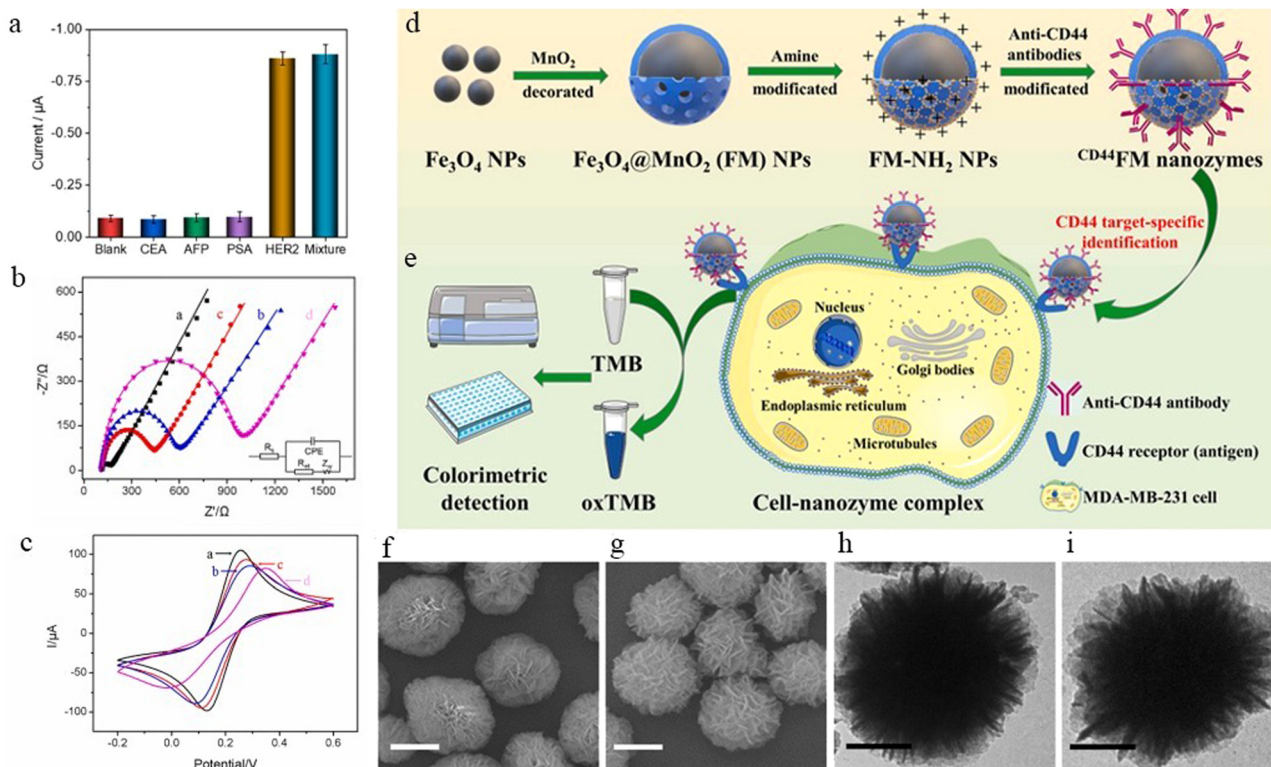 a
-1.00
-0.75
-0.50
-0.25
0.00
Current / μA
Blank CEA AFP PSA HER2 Mixture
b
600
450
300
150
0
-Z''/Ω
a c b d
CPE
0 300 600 900 1200 1500
Z'/Ω
c
100
50
0
-50
-100
I/μA
a
b
c
d
-0.2 0.0 0.2 0.4 0.6
Potential/V
d
MnO₂
decorated
Amine
modificated
Anti-CD44
antibodies
modificated
Fe₃O₄ NPs
Fe₃O₄@MnO₂ (FM) NPs
FM-NH₂ NPs
ᶜᴰ⁴⁴FM nanozymes
CD44 target-specific
identification
e
TMB
oxTMB
Colorimetric
detection
Nucleus
Golgi bodies
Endoplasmic reticulum
Microtubules
Cell-nanozyme complex
Anti-CD44 antibody
CD44 receptor (antigen)
MDA-MB-231 cell
f
g
h
i